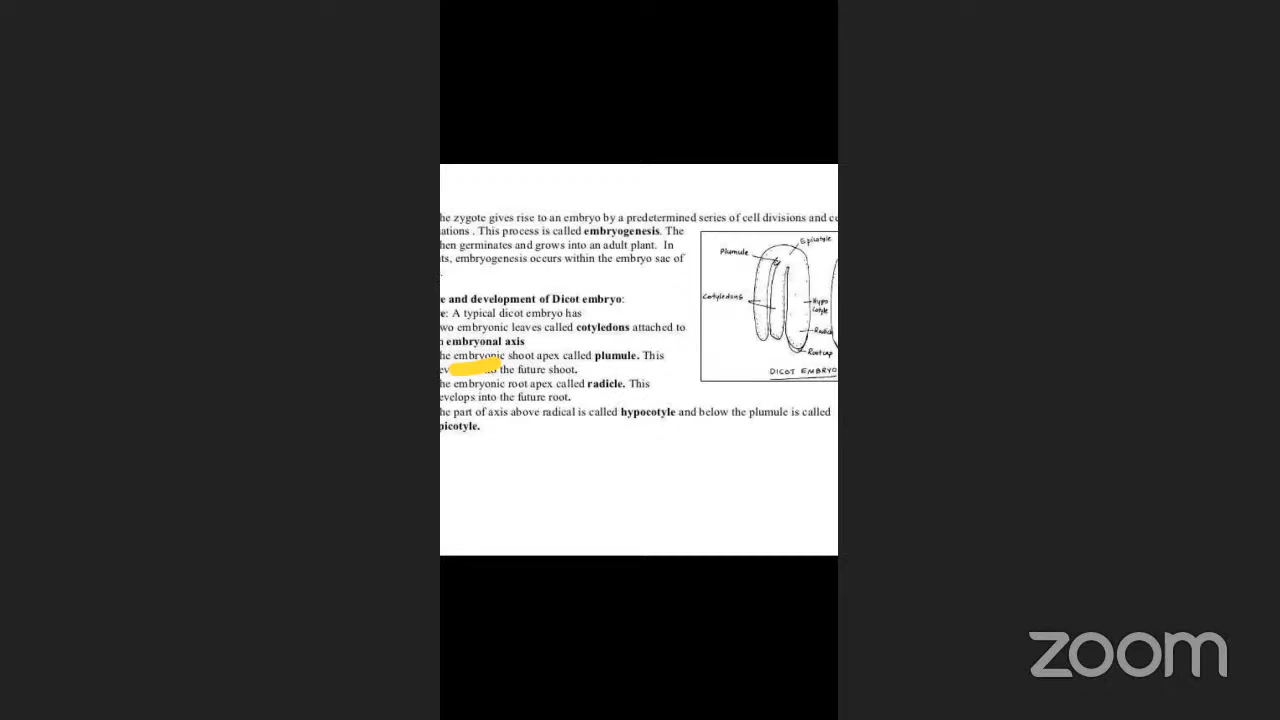 he zygote gives rise to an embryo by a predetermined series of cell divisions and ce
ations . This process is called embryogenesis. The
hen germinates and grows into an adult plant. In
ts, embryogenesis occurs within the embryo sac of
.
e and development of Dicot embryo:
e: A typical dicot embryo has
wo embryonic leaves called cotyledons attached to
embryonal axis
he embryonic shoot apex called plumule. This
ev the future shoot.
he embryonic root apex called radicle. This
evelops into the future root.
he part of axis above radical is called hypocotyle and below the plumule is called
picotyle.
Epicotyle
Plumule
Cotyledons
Hypo
cotyle
Radicl
Rootcap
DICOT EMBRYO
zoom